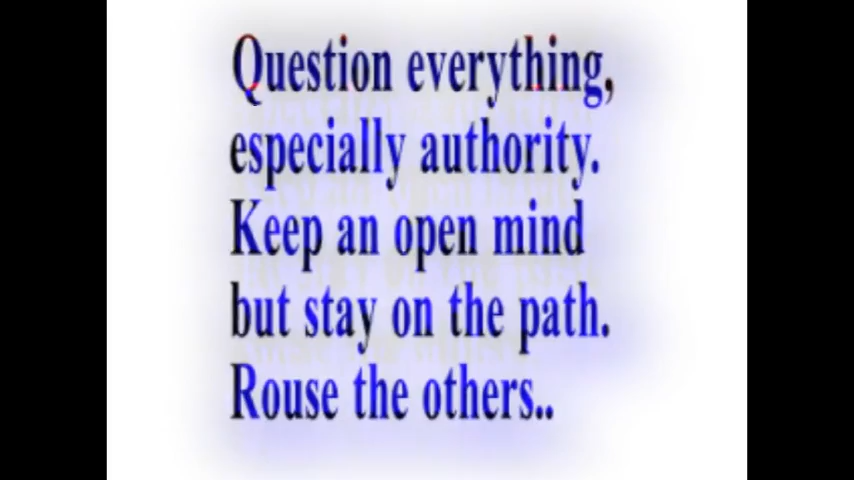 Question everything,
especially authority.
Keep an open mind
but stay on the path.
Rouse the others..